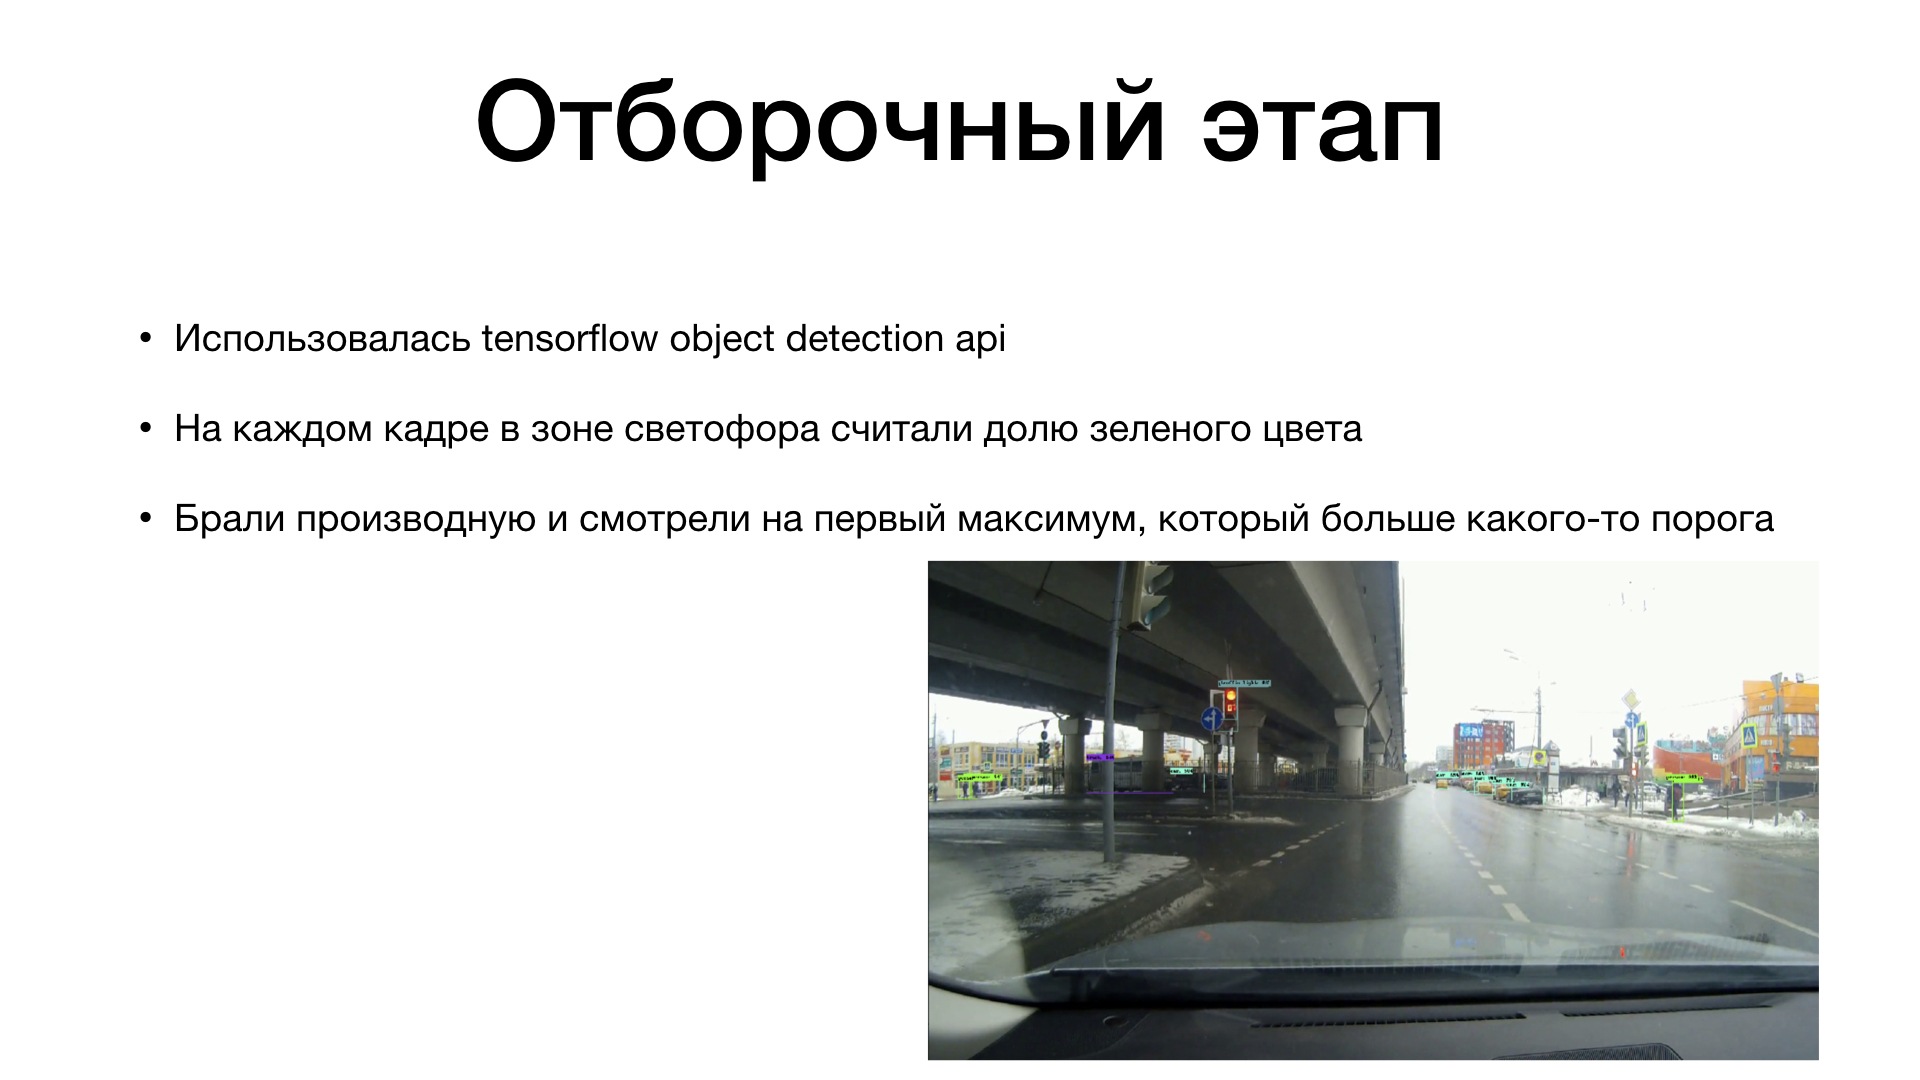 Отборочный этап
• Использовалась tensorflow object detection api
• На каждом кадре в зоне светофора считали долю зеленого цвета
• Брали производную и смотрели на первый максимум, который больше какого-то порога